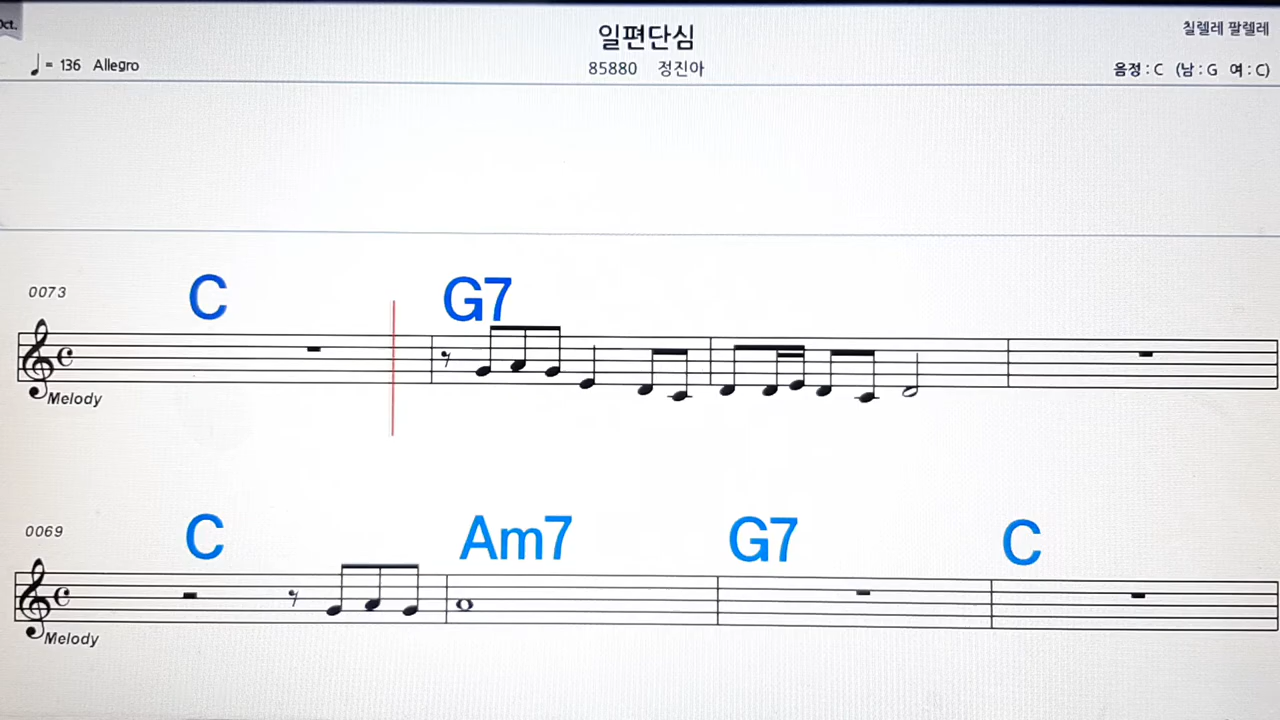 Oct.
일편단심
칠렐레 팔렐레
♩ = 136 Allegro
85880 정진아
음정 : C (남 : G 여 : C)
0073
C G7
Melody
0069
C Am7 G7 C
Melody